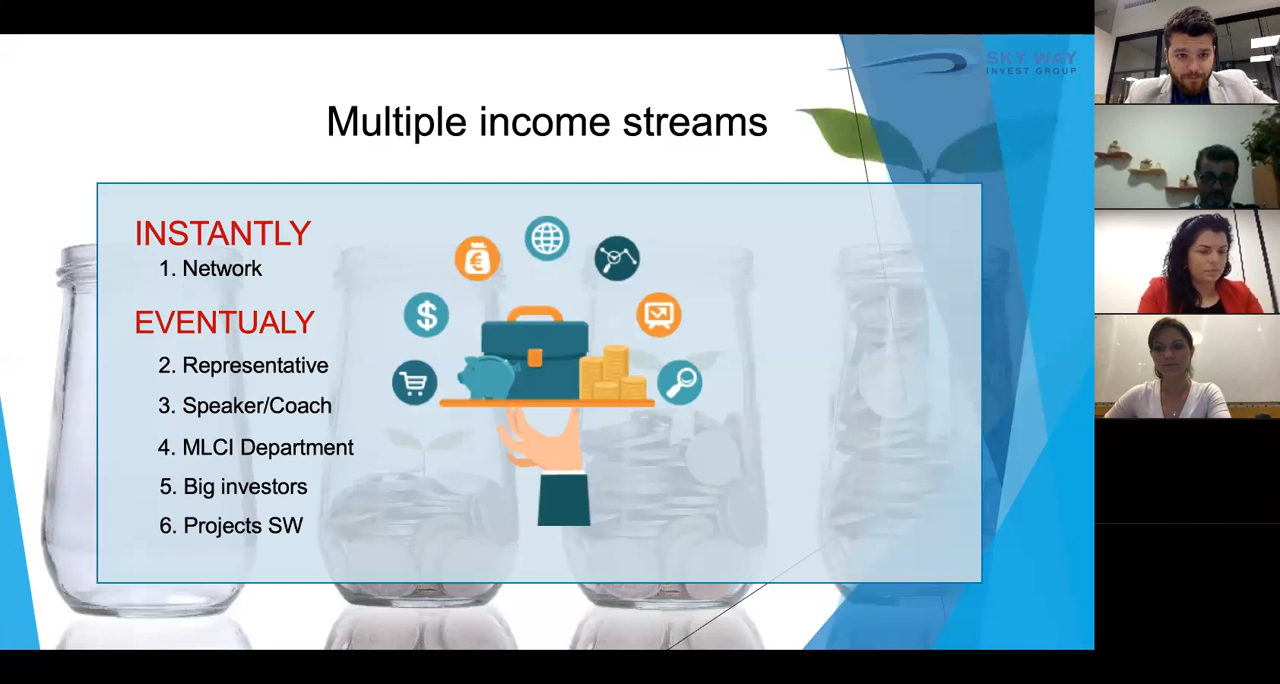 SKY WAY
INVEST GROUP
Multiple income streams
INSTANTLY
1. Network
EVENTUALY
2. Representative
3. Speaker/Coach
4. MLCI Department
5. Big investors
6. Projects SW
$
€